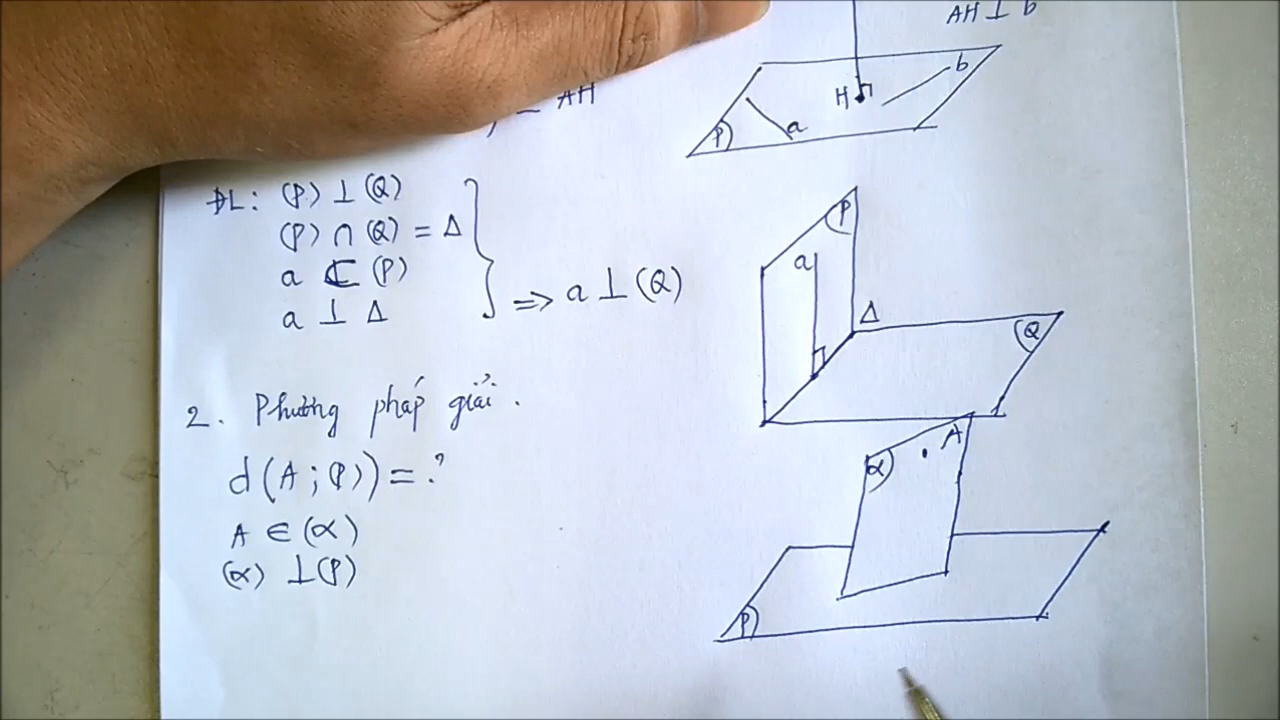 AH ⊥ b
AH
ĐL: (P) ⊥ (Q)
(P) ∩ (Q) = Δ
a ⊂ (P)
a ⊥ Δ
=> a ⊥ (Q)
2. Phương pháp giải.
d(A; (P)) = ?
A ∈ (α)
(α) ⊥ (P)
b
H
a
(P)
(P)
a
Δ
(Q)
A
(α)
(P)